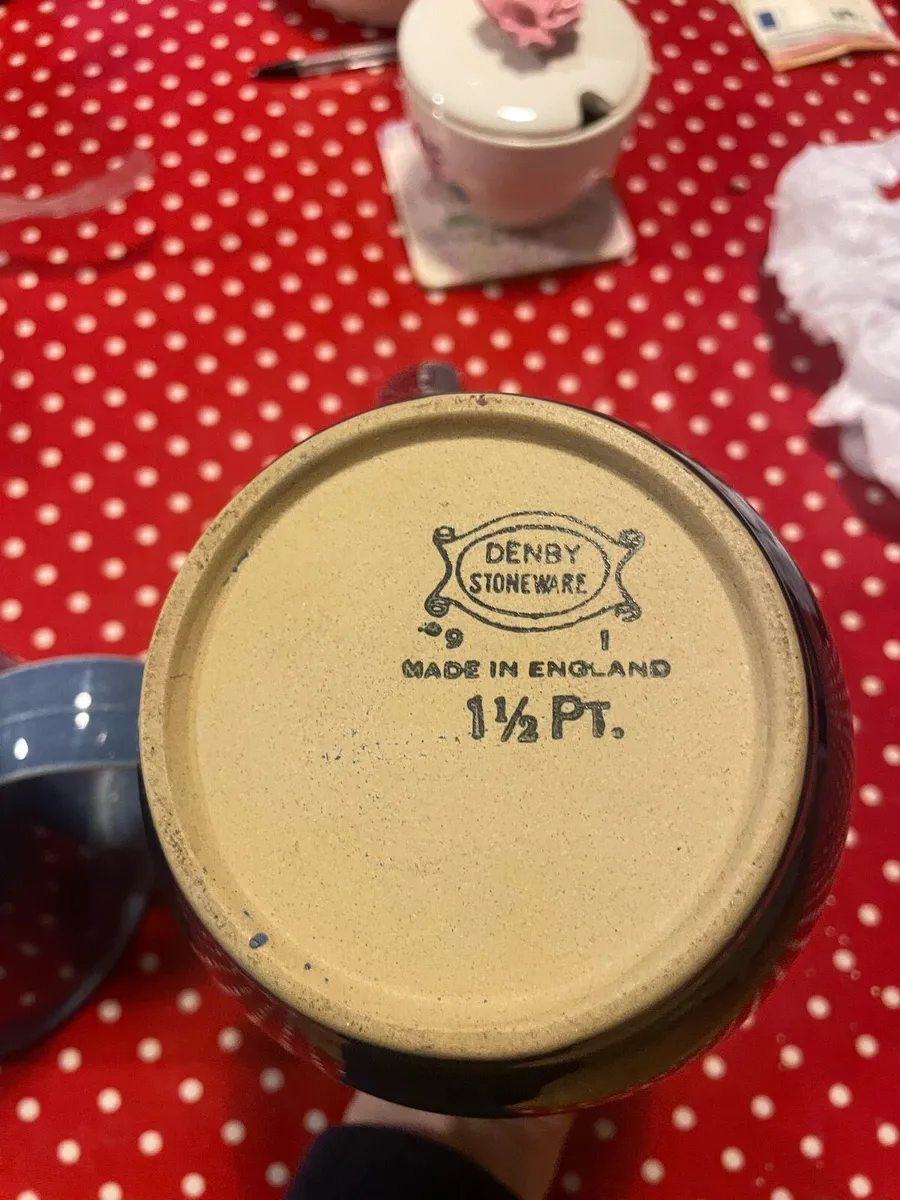 DENBY
STONEWARE
9 1
MADE IN ENGLAND
1½ PT.